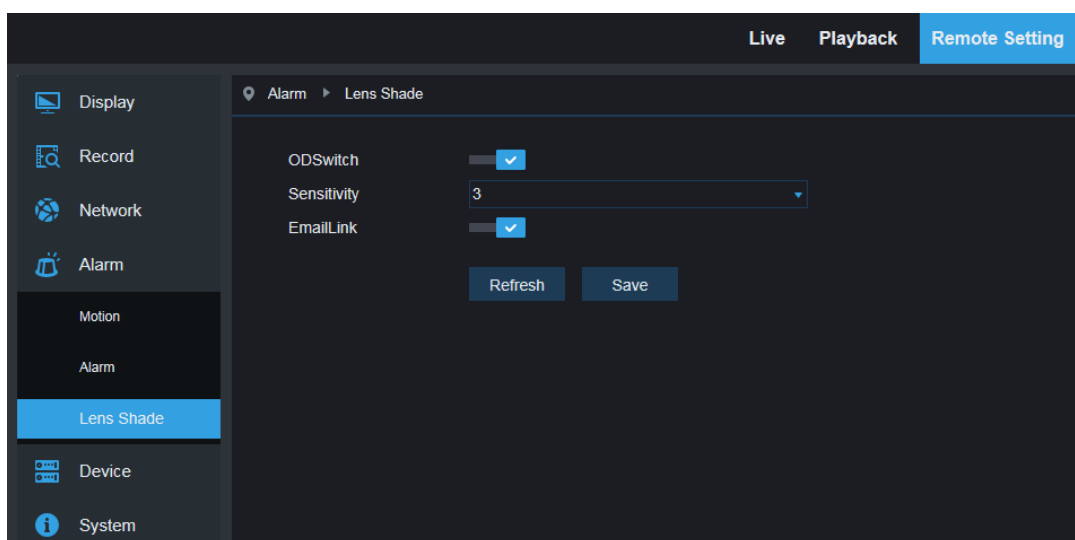 Live Playback Remote Setting
Display
Record
Network
Alarm
Motion
Alarm
Lens Shade
Device
System
Alarm Lens Shade
ODSwitch
Sensitivity 3
EmailLink
Refresh Save